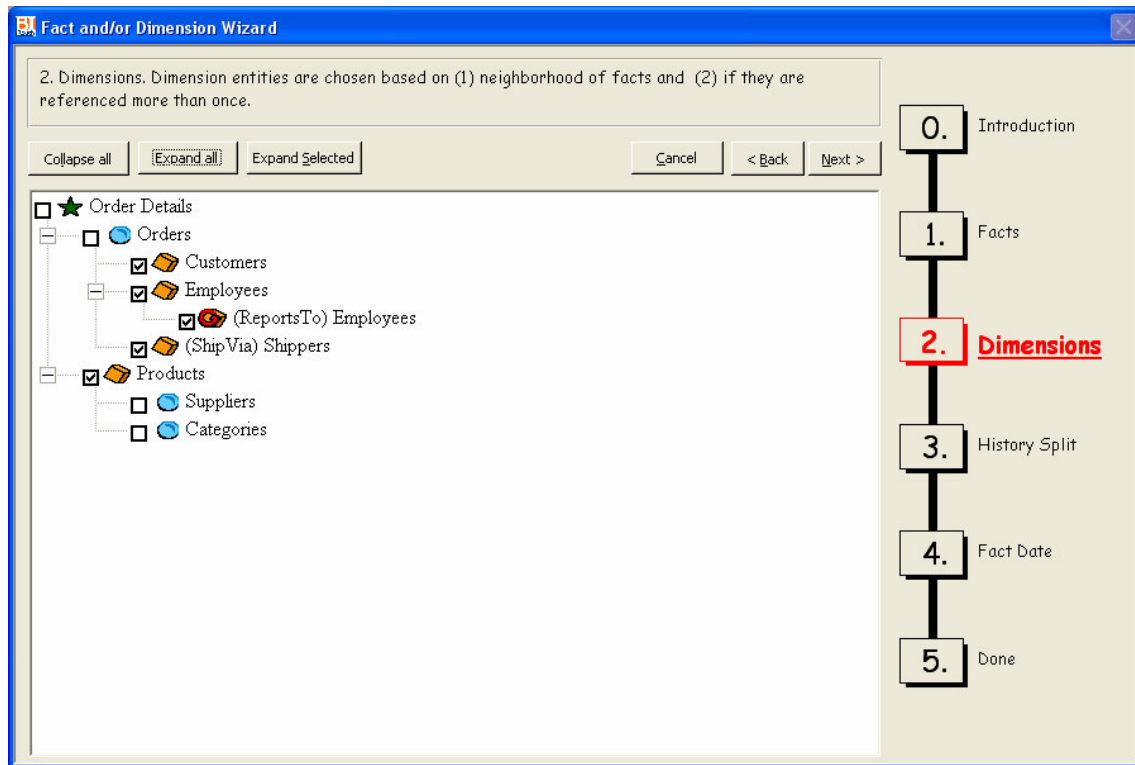 Fact and/or Dimension Wizard
2. Dimensions. Dimension entities are chosen based on (1) neighborhood of facts and (2) if they are
referenced more than once.
Collapse all
Expand all
Expand Selected
Cancel
< Back
Next >
Order Details
Orders
Customers
Employees
(ReportsTo) Employees
(ShipVia) Shippers
Products
Suppliers
Categories
0. Introduction
1. Facts
2. Dimensions
3. History Split
4. Fact Date
5. Done